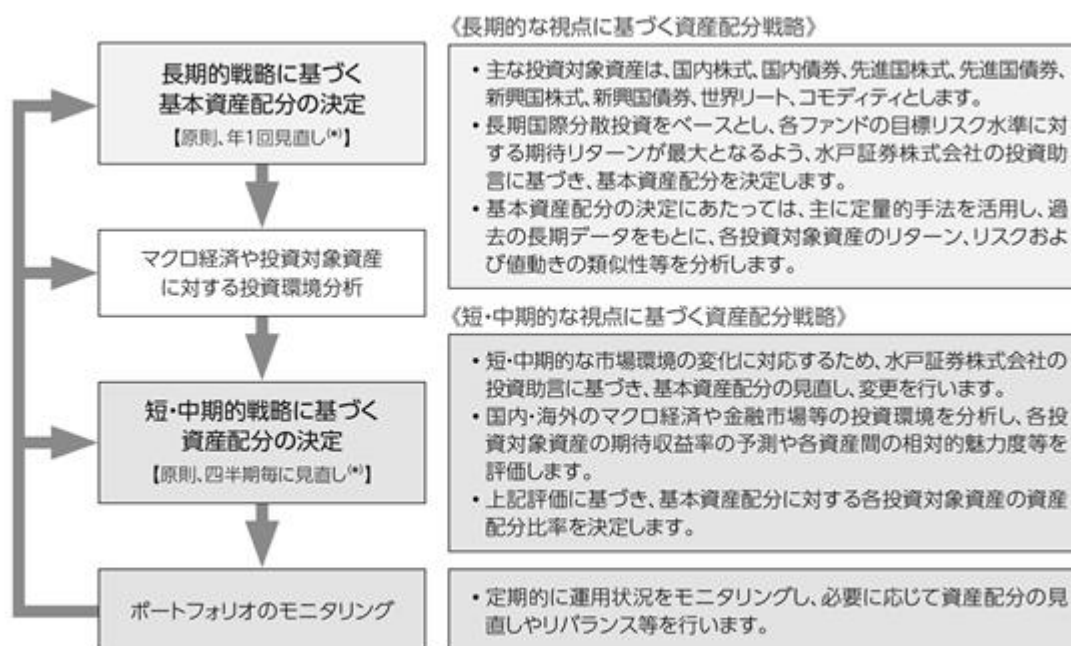 長期的戦略に基づく
基本資産配分の決定
【原則、年1回見直し(*)】
マクロ経済や投資対象資産
に対する投資環境分析
短・中期的戦略に基づく
資産配分の決定
【原則、四半期毎に見直し(*)】
ポートフォリオのモニタリング
《長期的な視点に基づく資産配分戦略》
・主な投資対象資産は、国内株式、国内債券、先進国株式、先進国債券、
新興国株式、新興国債券、世界リート、コモディティとします。
・長期国際分散投資をベースとし、各ファンドの目標リスク水準に対
する期待リターンが最大となるよう、水戸証券株式会社の投資助
言に基づき、基本資産配分を決定します。
・基本資産配分の決定にあたっては、主に定量的手法を活用し、過
去の長期データをもとに、各投資対象資産のリターン、リスクおよ
び値動きの類似性等を分析します。
《短・中期的な視点に基づく資産配分戦略》
・短・中期的な市場環境の変化に対応するため、水戸証券株式会社の
投資助言に基づき、基本資産配分の見直し、変更を行います。
・国内・海外のマクロ経済や金融市場等の投資環境を分析し、各投
資対象資産の期待収益率の予測や各資産間の相対的魅力度等を
評価します。
・上記評価に基づき、基本資産配分に対する各投資対象資産の資産
配分比率を決定します。
・定期的に運用状況をモニタリングし、必要に応じて資産配分の見
直しやリバランス等を行います。